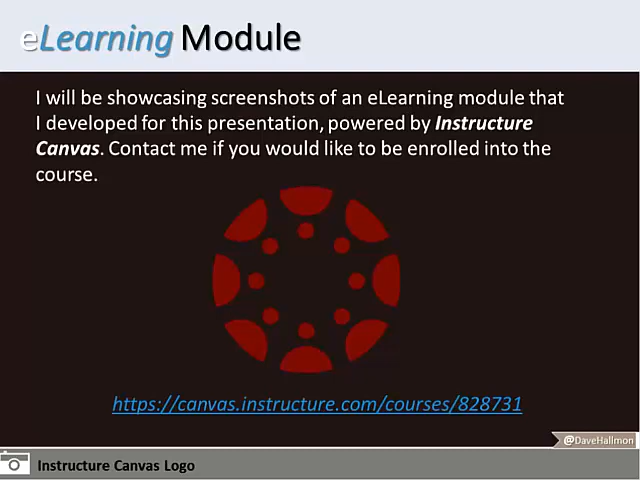 eLearning Module
I will be showcasing screenshots of an eLearning module that
I developed for this presentation, powered by Instructure
Canvas. Contact me if you would like to be enrolled into the
course.
https://canvas.instructure.com/courses/828731
@DaveHallmon
Instructure Canvas Logo